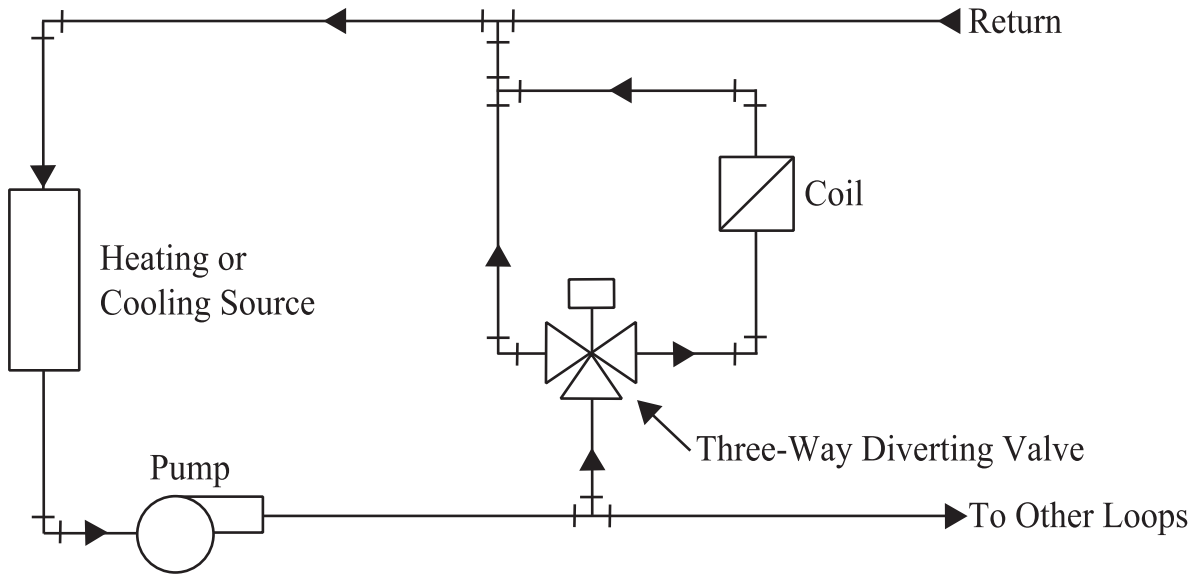 Return
Coil
Heating or
Cooling Source
Three-Way Diverting Valve
Pump
To Other Loops